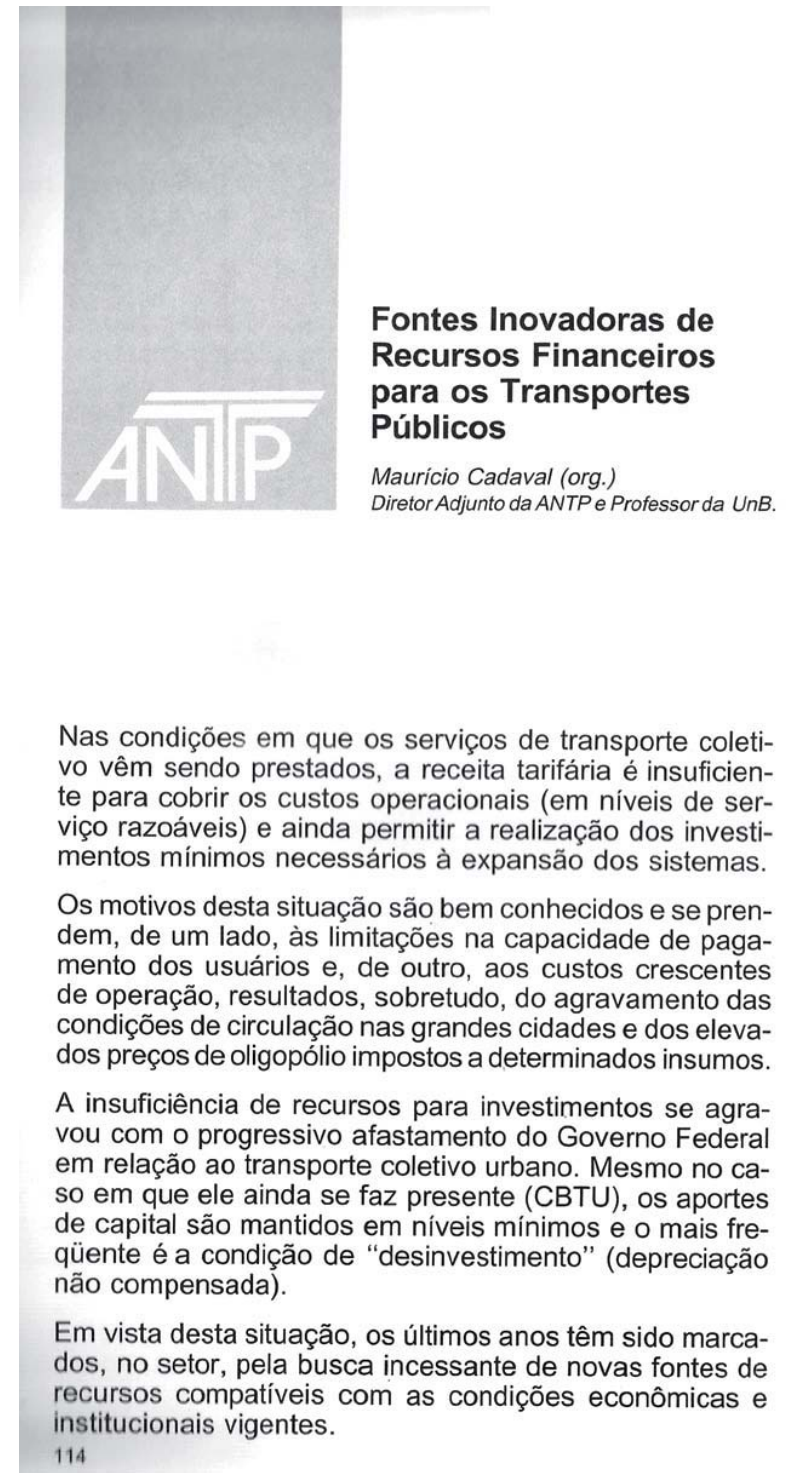 ANTP
Fontes Inovadoras de
Recursos Financeiros
para os Transportes
Públicos
Maurício Cadaval (org.)
Diretor Adjunto da ANTP e Professor da UnB.
Nas condições em que os serviços de transporte coleti-
vo vêm sendo prestados, a receita tarifária é insuficien-
te para cobrir os custos operacionais (em níveis de ser-
viço razoáveis) e ainda permitir a realização dos investi-
mentos mínimos necessários à expansão dos sistemas.
Os motivos desta situação são bem conhecidos e se pren-
dem, de um lado, às limitações na capacidade de paga-
mento dos usuários e, de outro, aos custos crescentes
de operação, resultados, sobretudo, do agravamento das
condições de circulação nas grandes cidades e dos eleva-
dos preços de oligopólio impostos a determinados insumos.
A insuficiência de recursos para investimentos se agra-
vou com o progressivo afastamento do Governo Federal
em relação ao transporte coletivo urbano. Mesmo no ca-
so em que ele ainda se faz presente (CBTU), os aportes
de capital são mantidos em níveis mínimos e o mais fre-
qüente é a condição de “desinvestimento” (depreciação
não compensada).
Em vista desta situação, os últimos anos têm sido marca-
dos, no setor, pela busca incessante de novas fontes de
recursos compatíveis com as condições econômicas e
institucionais vigentes.
114